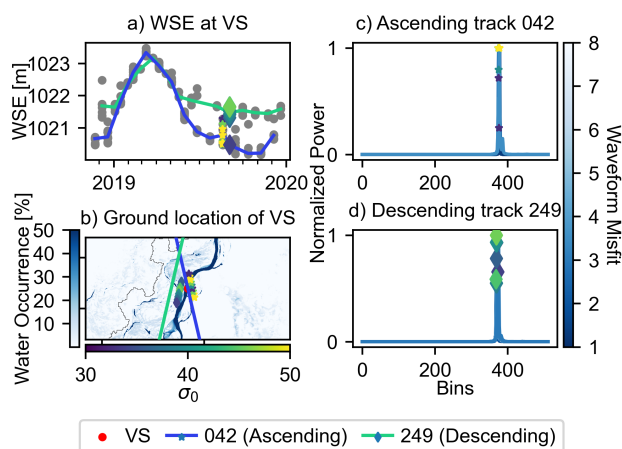 a) WSE at VS
WSE [m]
1023
1022
1021
2019
2020
b) Ground location of VS
Water Occurrence [%]
50
40
30
20
10
30
40
50
σ0
c) Ascending track 042
Normalized Power
1
0
0
200
400
d) Descending track 249
1
0
0
200
400
Bins
8
7
6
5
4
3
2
1
Waveform Misfit
VS
042 (Ascending)
249 (Descending)